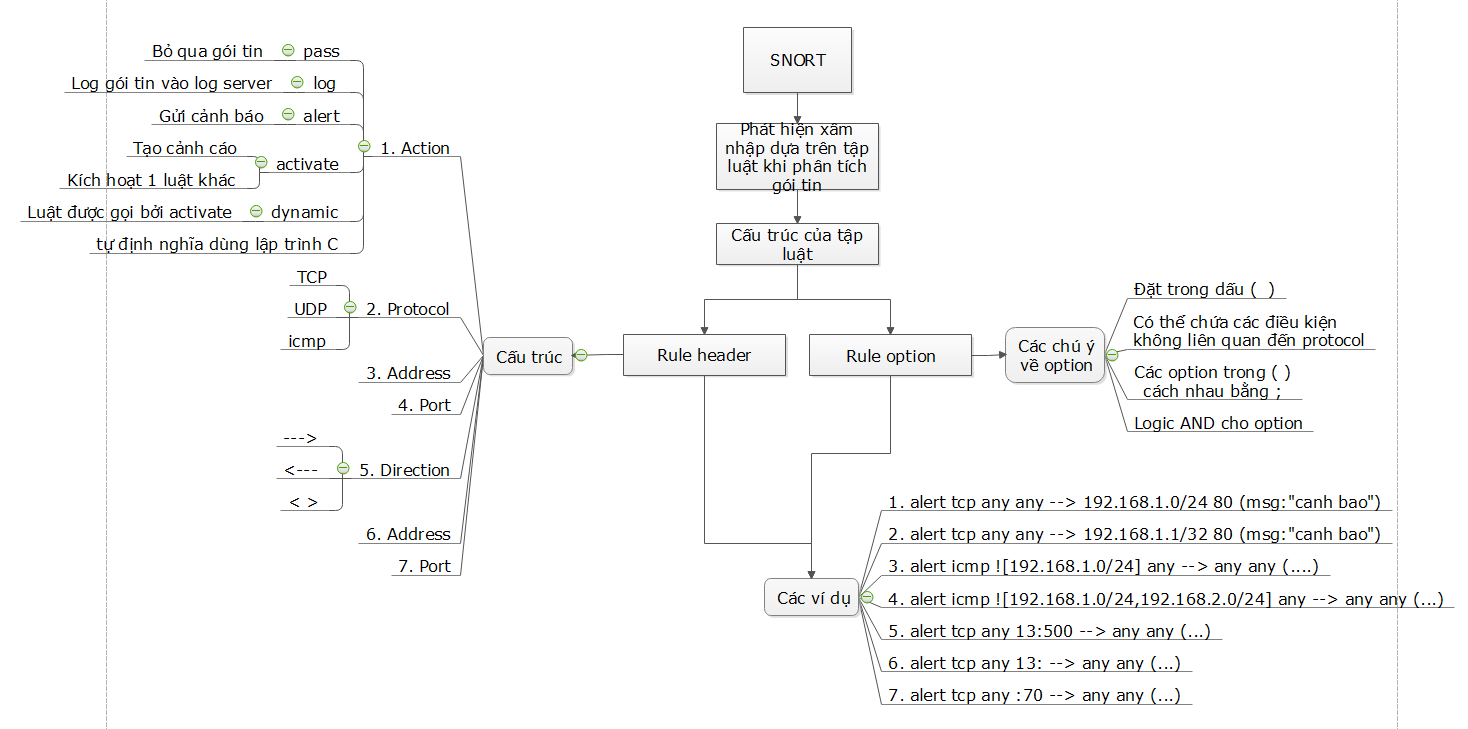 SNORT
Phát hiện xâm
nhập dựa trên tập
luật khi phân tích
gói tin
Cấu trúc của tập
luật
Rule header
Rule option
Cấu trúc
1. Action
pass
Bỏ qua gói tin
log
Log gói tin vào log server
alert
Gửi cảnh báo
activate
Tạo cảnh cáo
Kích hoạt 1 luật khác
dynamic
Luật được gọi bởi activate
tự định nghĩa dùng lập trình C
2. Protocol
TCP
UDP
icmp
3. Address
4. Port
5. Direction
--->
<---
< >
6. Address
7. Port
Các chú ý
về option
Đặt trong dấu ( )
Có thể chứa các điều kiện
không liên quan đến protocol
Các option trong ( )
cách nhau bằng ;
Logic AND cho option
Các ví dụ
1. alert tcp any any --> 192.168.1.0/24 80 (msg:"canh bao")
2. alert tcp any any --> 192.168.1.1/32 80 (msg:"canh bao")
3. alert icmp ![192.168.1.0/24] any --> any any (....)
4. alert icmp ![192.168.1.0/24,192.168.2.0/24] any --> any any (...)
5. alert tcp any 13:500 --> any any (...)
6. alert tcp any 13: --> any any (...)
7. alert tcp any :70 --> any any (...)